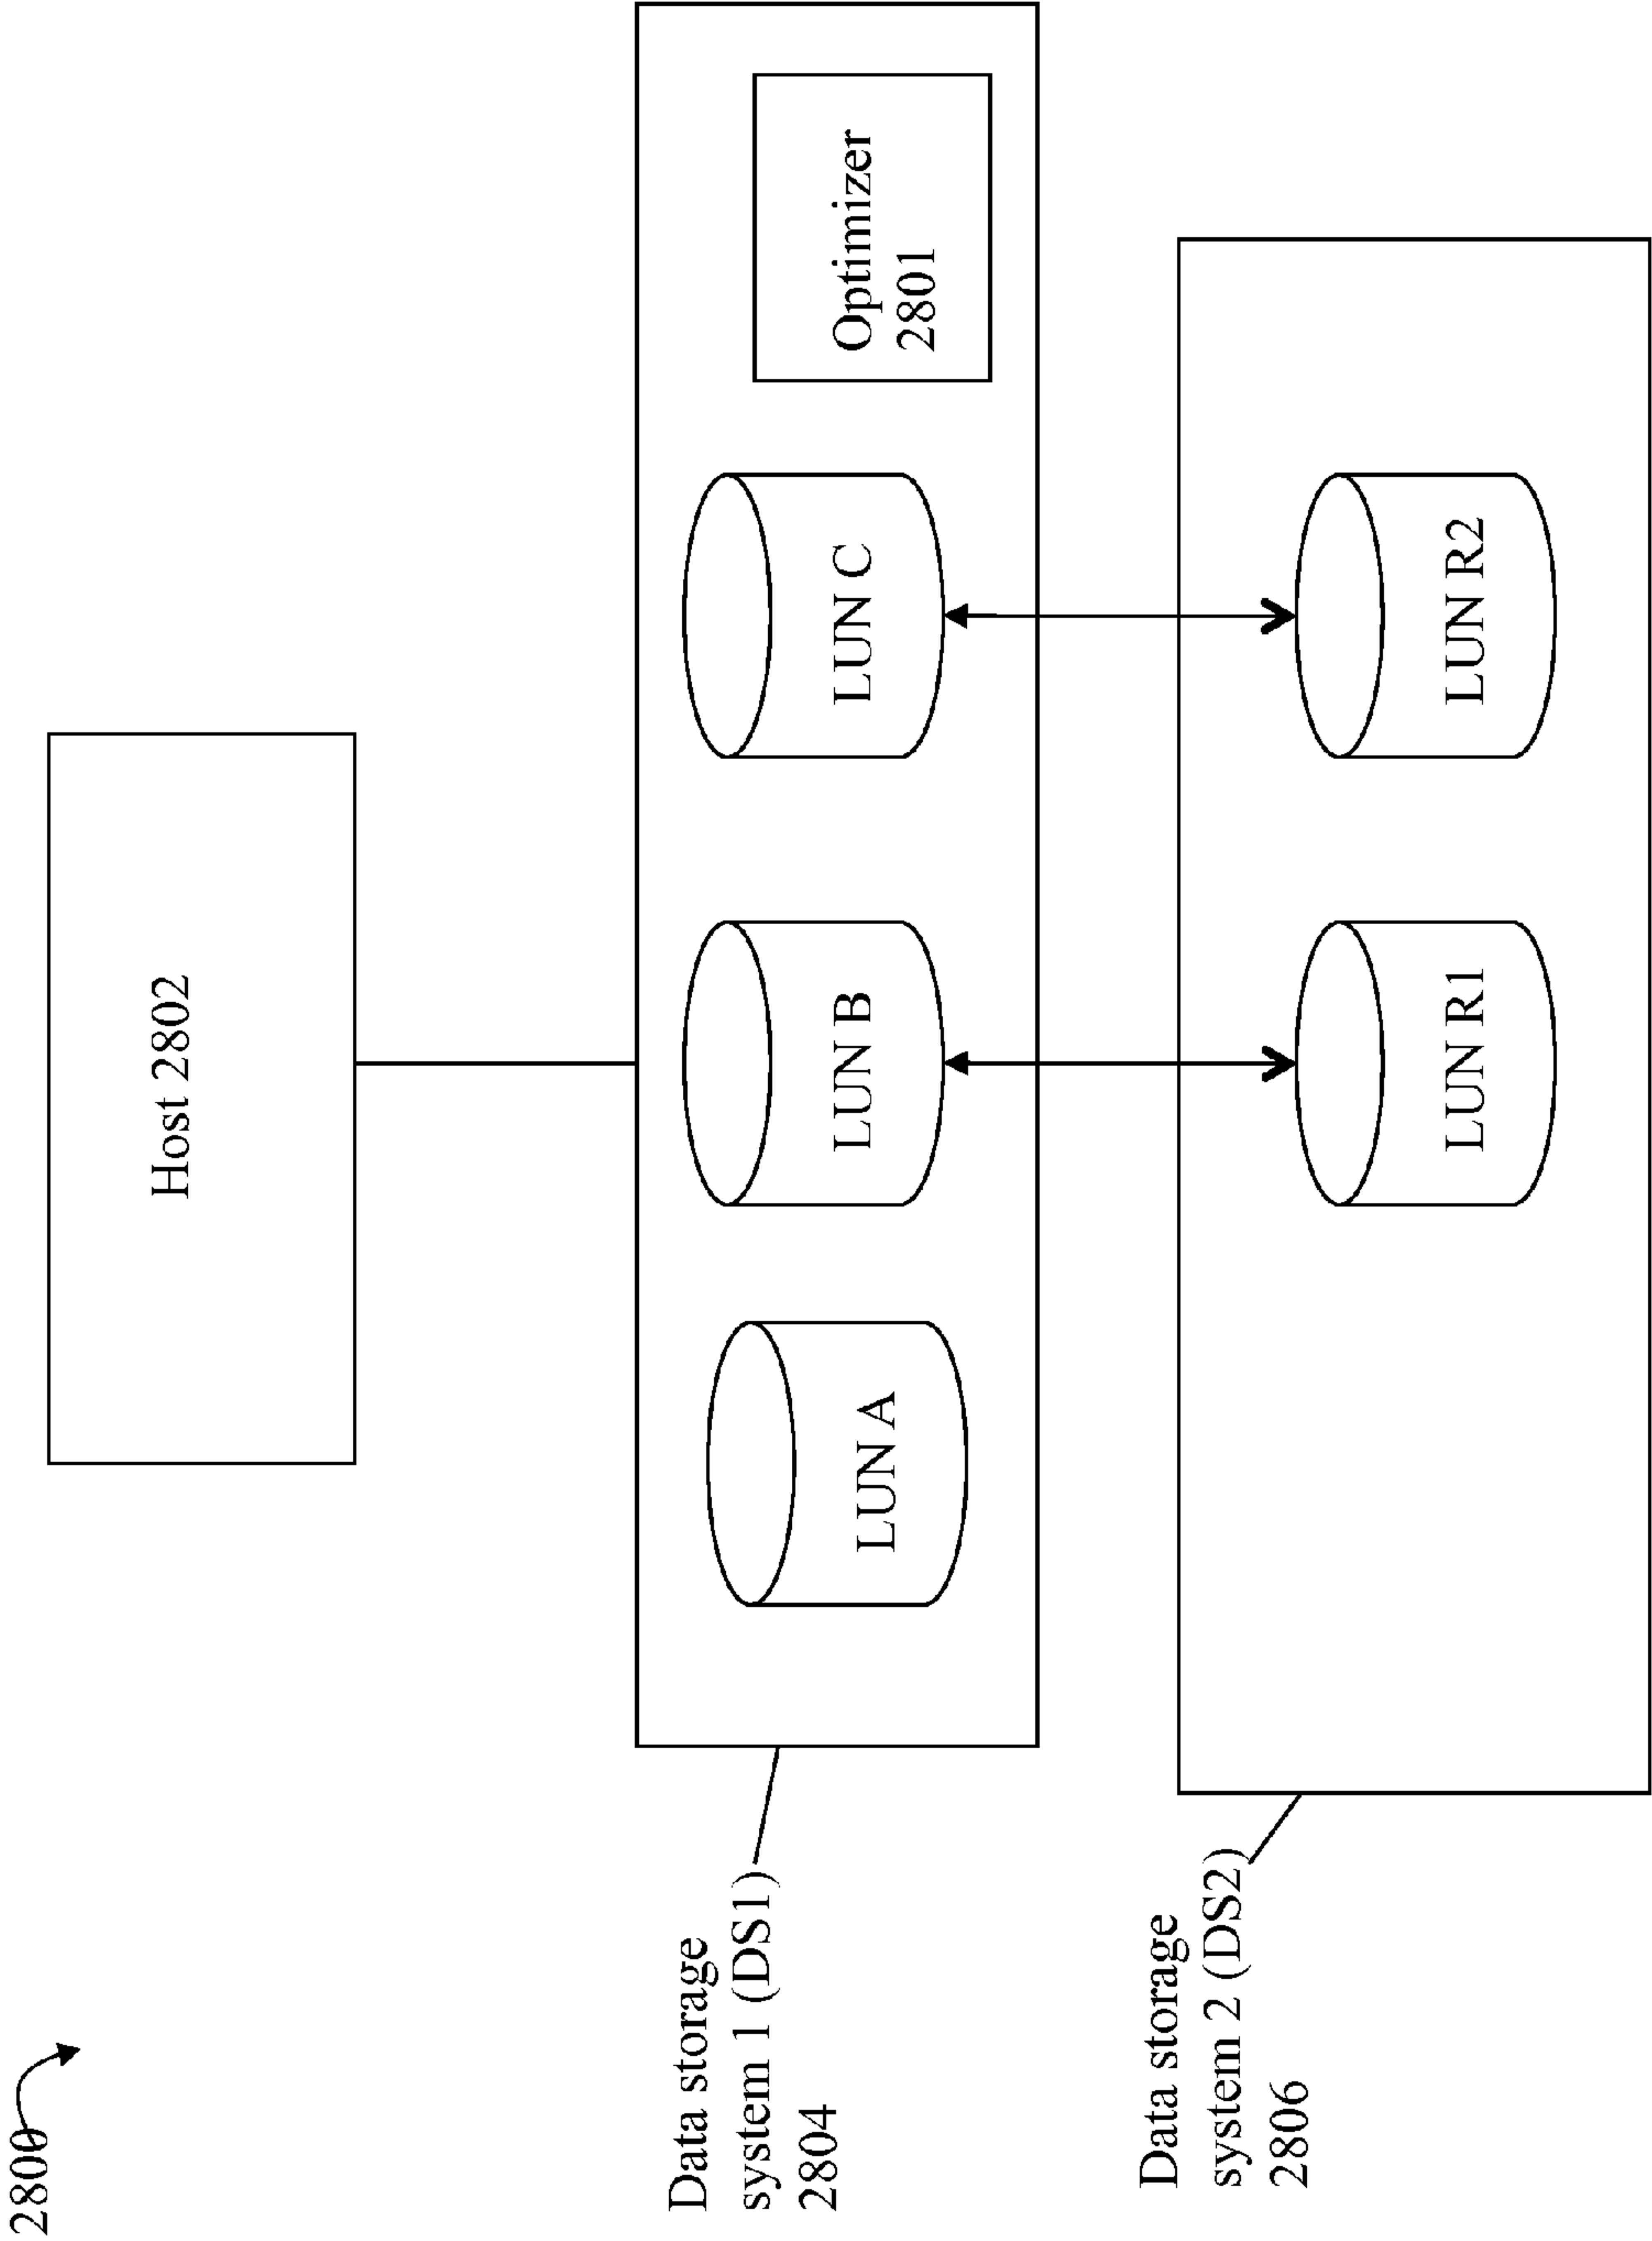 2800
Host 2802
Data storage
system 1 (DS1)
2804
LUN A
LUN B
LUN C
Optimizer
2801
Data storage
system 2 (DS2)
2806
LUN R1
LUN R2